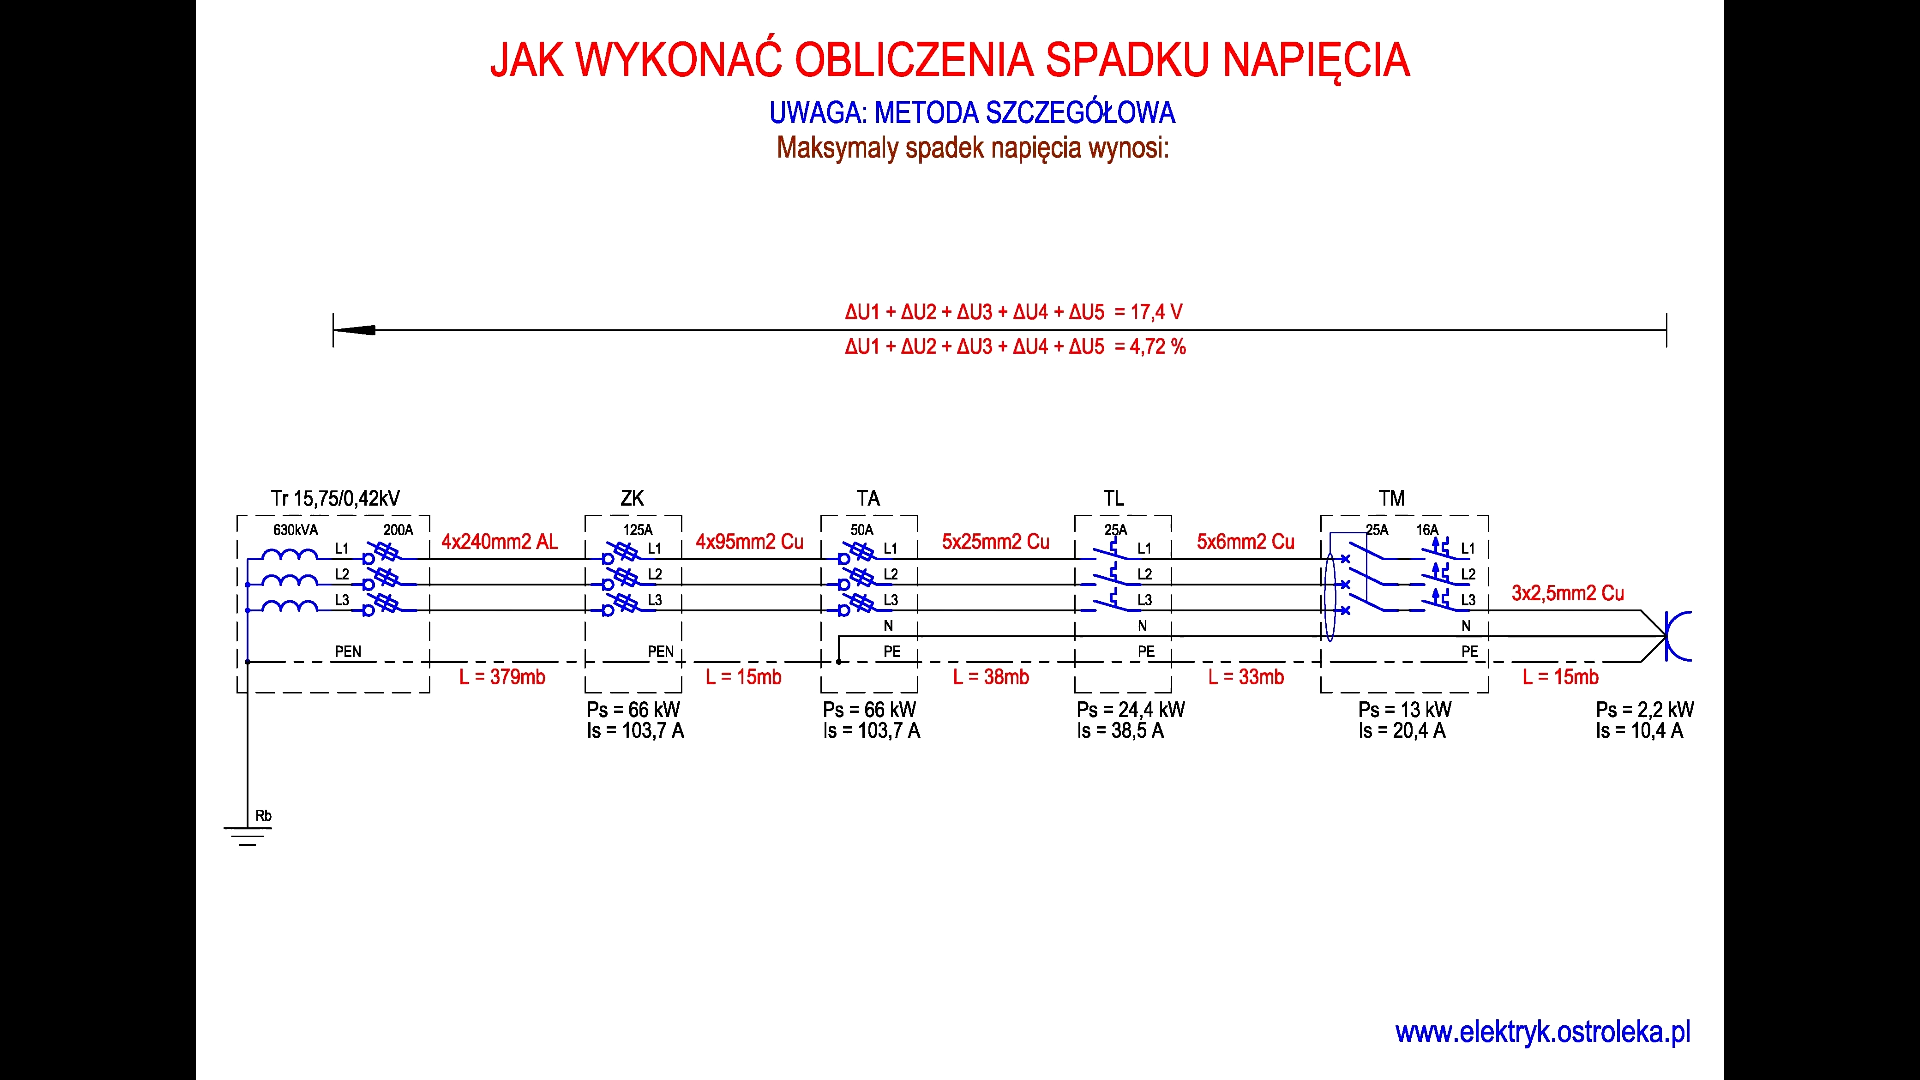 JAK WYKONAĆ OBLICZENIA SPADKU NAPIĘCIA
UWAGA: METODA SZCZEGÓŁOWA
Maksymaly spadek napięcia wynosi:
ΔU1 + ΔU2 + ΔU3 + ΔU4 + ΔU5 = 17,4 V
ΔU1 + ΔU2 + ΔU3 + ΔU4 + ΔU5 = 4,72 %
Tr 15,75/0,42kV ZK TA TL TM
630kVA 200A 125A 50A 25A 25A 16A
4x240mm2 AL 4x95mm2 Cu 5x25mm2 Cu 5x6mm2 Cu
L1 L1 L1 L1 L1
L2 L2 L2 L2 L2
L3 L3 L3 L3 L3 3x2,5mm2 Cu
N N N
PEN PEN PE PE PE
L = 379mb L = 15mb L = 38mb L = 33mb L = 15mb
Ps = 66 kW Ps = 66 kW Ps = 24,4 kW Ps = 13 kW Ps = 2,2 kW
Is = 103,7 A Is = 103,7 A Is = 38,5 A Is = 20,4 A Is = 10,4 A
Rb
www.elektryk.ostroleka.pl